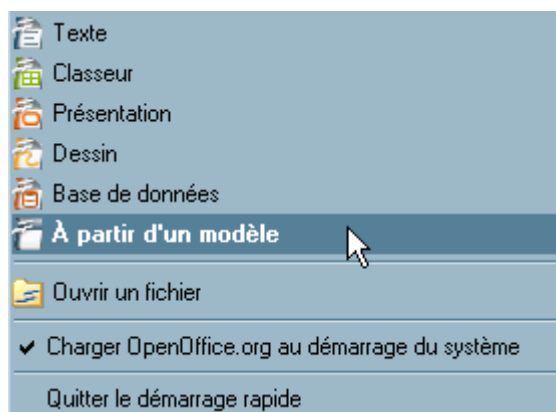 Texte
Classeur
Présentation
Dessin
Base de données
À partir d'un modèle
Ouvrir un fichier
Charger OpenOffice.org au démarrage du système
Quitter le démarrage rapide